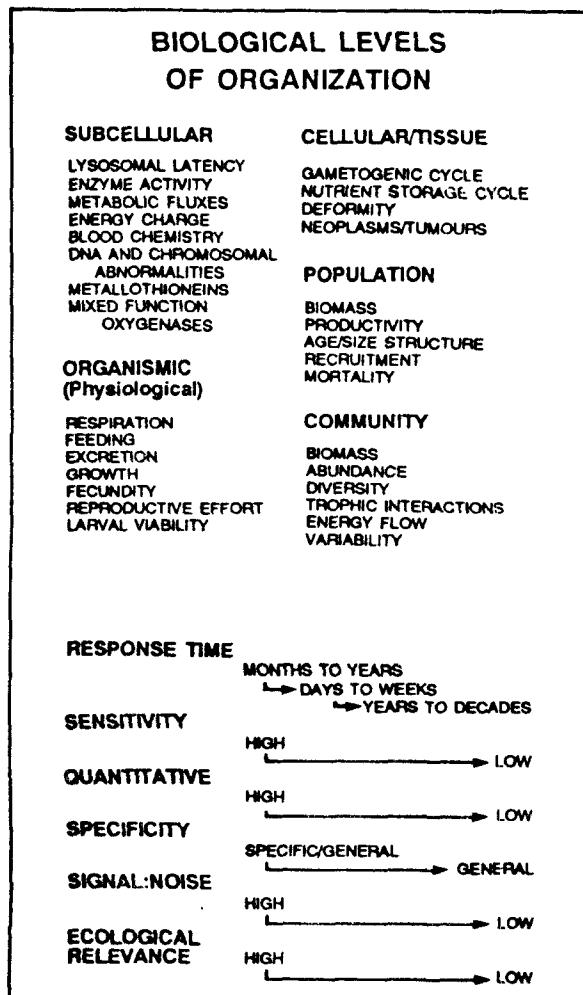 BIOLOGICAL LEVELS
OF ORGANIZATION
SUBCELLULAR
LYSOSOMAL LATENCY
ENZYME ACTIVITY
METABOLIC FLUXES
ENERGY CHARGE
BLOOD CHEMISTRY
DNA AND CHROMOSOMAL
ABNORMALITIES
METALLOTHIONEINS
MIXED FUNCTION
OXYGENASES
ORGANISMIC
(Physiological)
RESPIRATION
FEEDING
EXCRETION
GROWTH
FECUNDITY
REPRODUCTIVE EFFORT
LARVAL VIABILITY
CELLULAR/TISSUE
GAMETOGENIC CYCLE
NUTRIENT STORAGE CYCLE
DEFORMITY
NEOPLASMS/TUMOURS
POPULATION
BIOMASS
PRODUCTIVITY
AGE/SIZE STRUCTURE
RECRUITMENT
MORTALITY
COMMUNITY
BIOMASS
ABUNDANCE
DIVERSITY
TROPHIC INTERACTIONS
ENERGY FLOW
VARIABILITY
RESPONSE TIME
MONTHS TO YEARS
DAYS TO WEEKS
YEARS TO DECADES
SENSITIVITY
HIGH
LOW
QUANTITATIVE
HIGH
LOW
SPECIFICITY
SPECIFIC/GENERAL
GENERAL
SIGNAL:NOISE
HIGH
LOW
ECOLOGICAL
RELEVANCE
HIGH
LOW